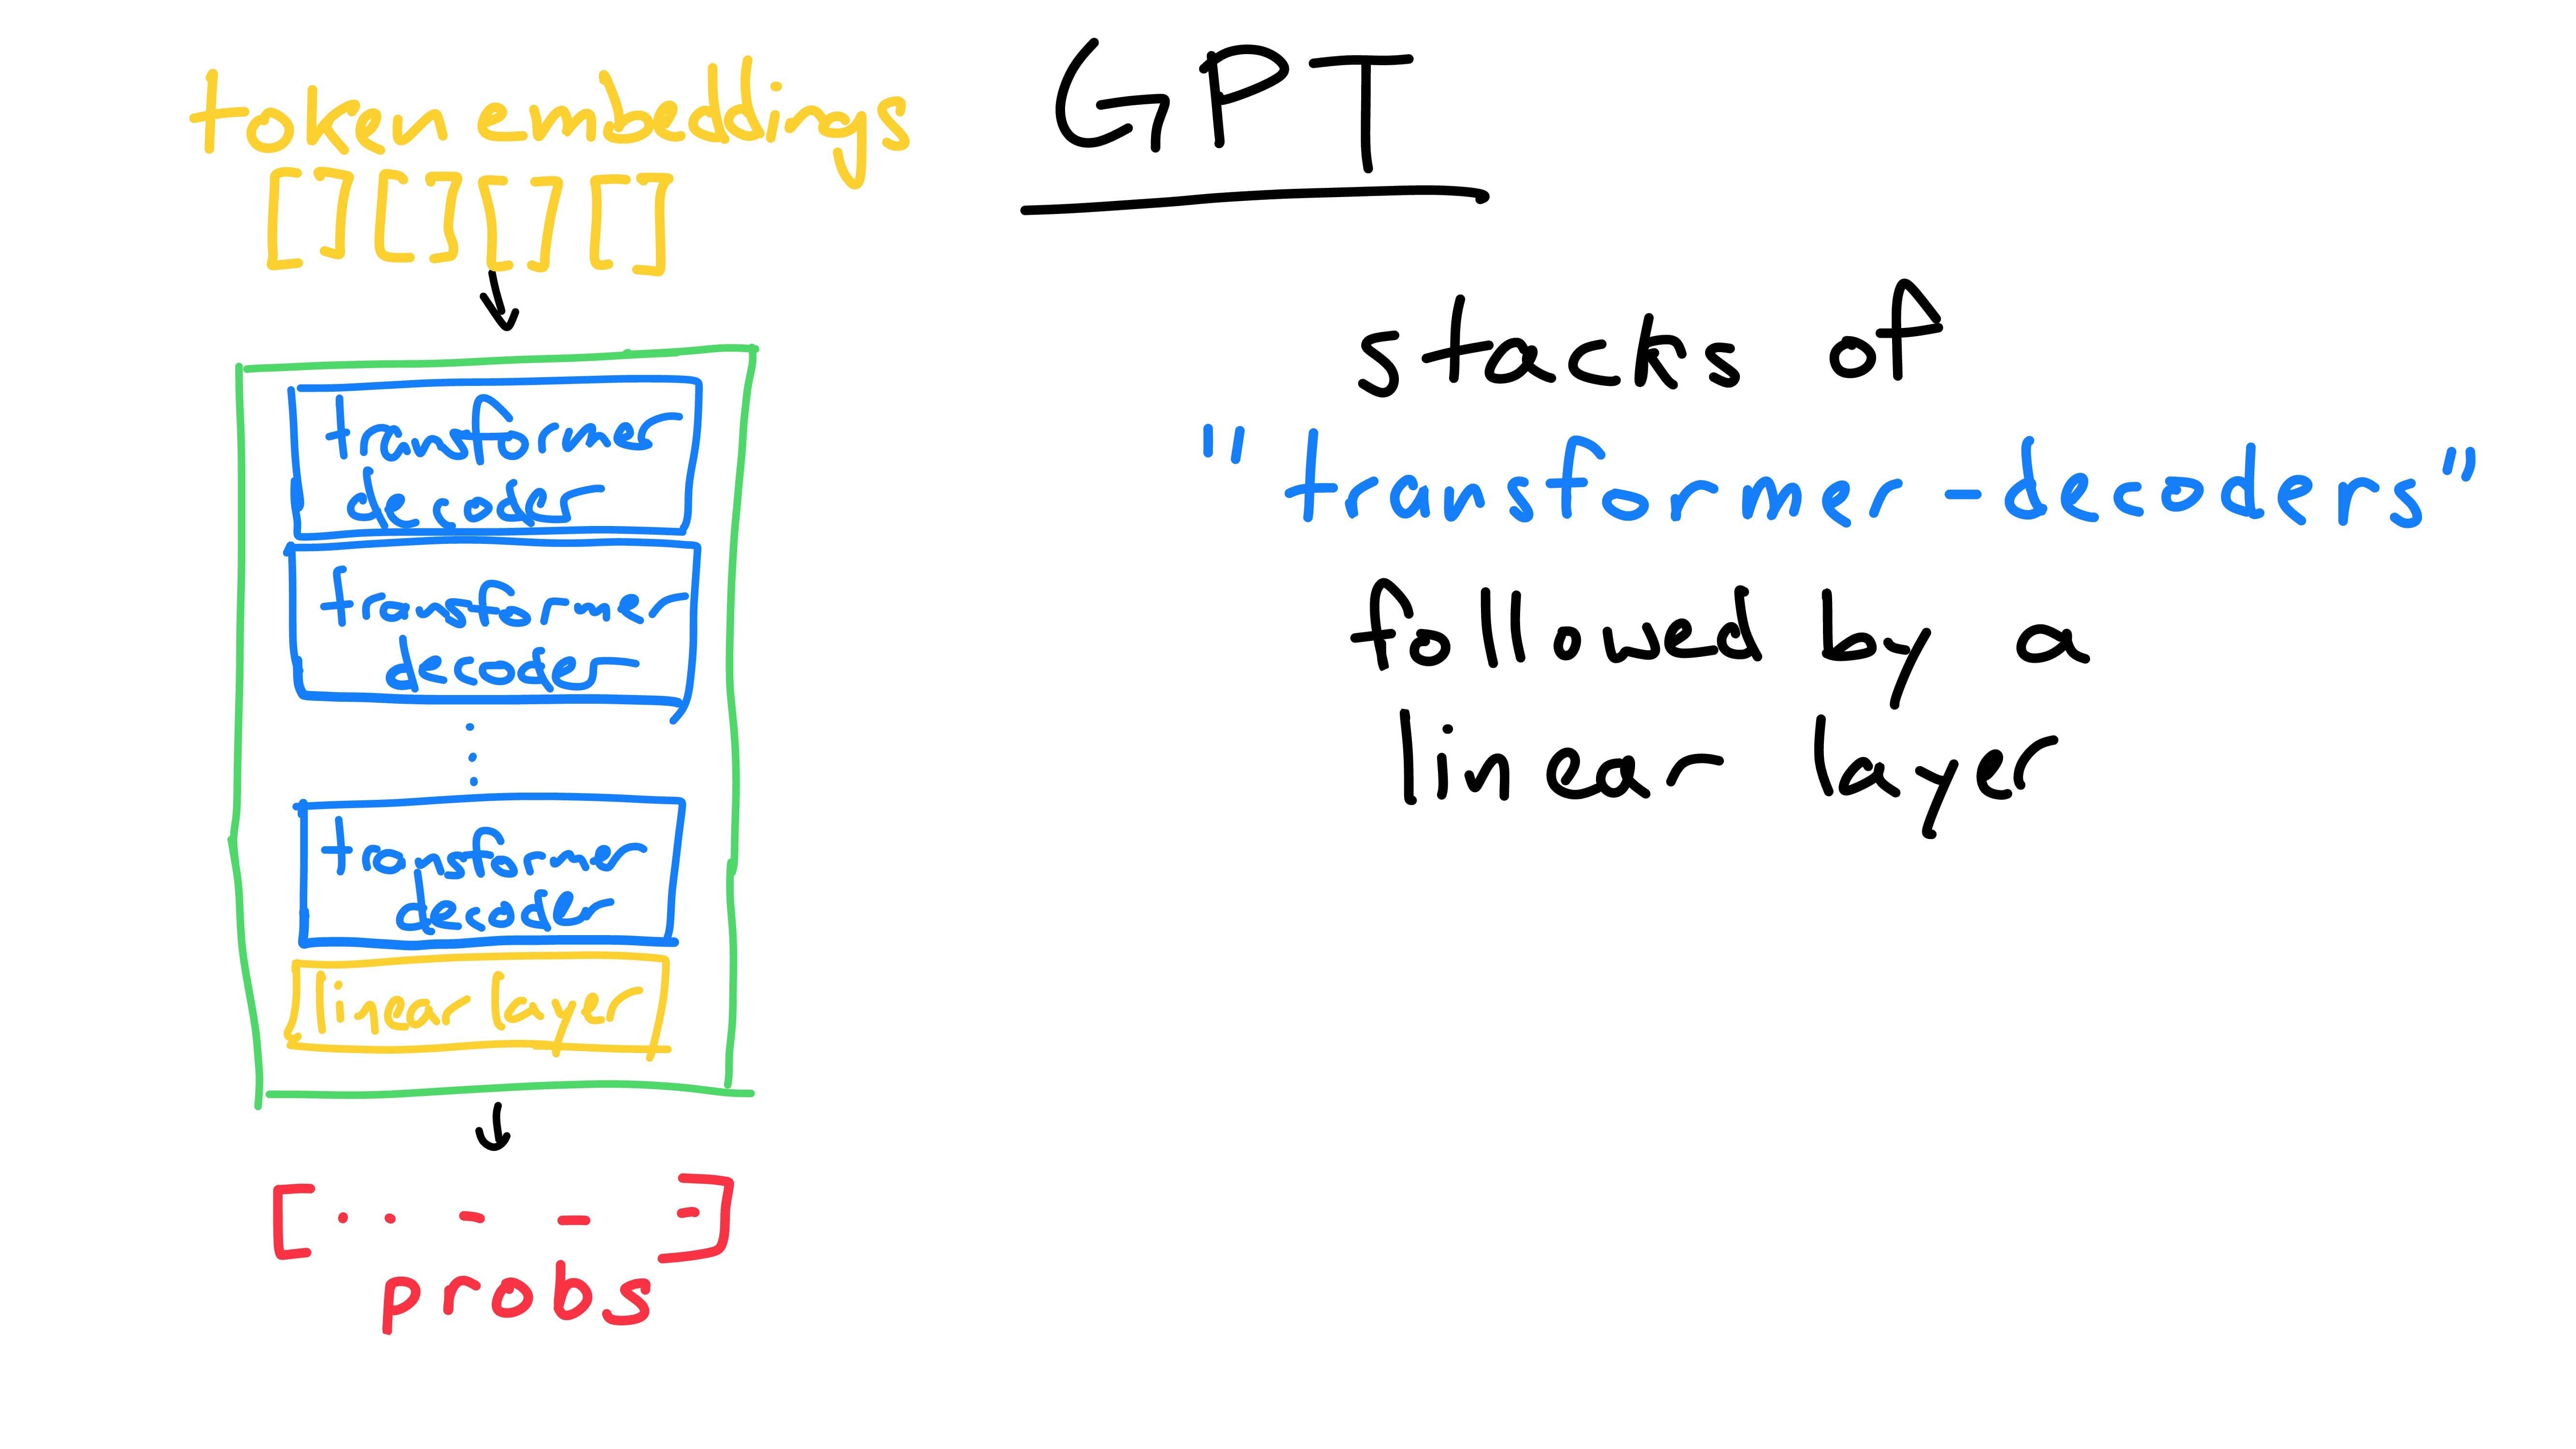 GPT
token embeddings
[] [] [] []
transformer
decoder
transformer
decoder
transformer
decoder
linear layer
[.. - - -]
probs
stacks of
"transformer-decoders"
followed by a
linear layer